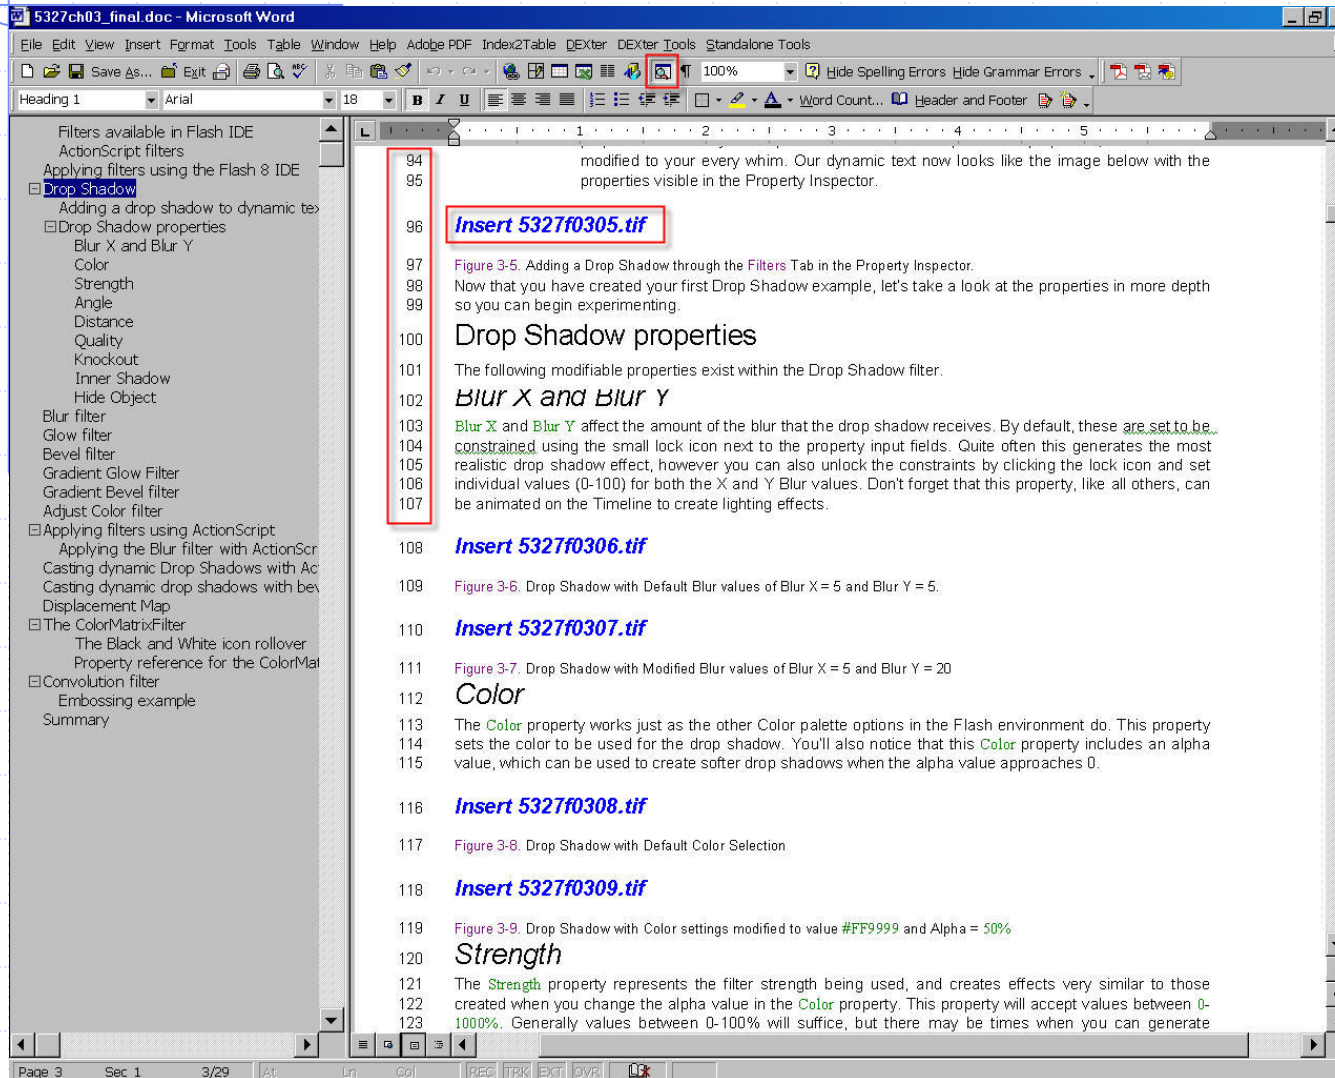 5327ch03_final.doc - Microsoft Word
File Edit View Insert Format Tools Table Window Help Adobe PDF Index2Table DEXter DEXter Tools Standalone Tools
Save As... Exit 100% Hide Spelling Errors Hide Grammar Errors
Heading 1 Arial 18 B I U A Word Count... Header and Footer
Filters available in Flash IDE
ActionScript filters
Applying filters using the Flash 8 IDE
Drop Shadow
Adding a drop shadow to dynamic tex
Drop Shadow properties
Blur X and Blur Y
Color
Strength
Angle
Distance
Quality
Knockout
Inner Shadow
Hide Object
Blur filter
Glow filter
Bevel filter
Gradient Glow Filter
Gradient Bevel filter
Adjust Color filter
Applying filters using ActionScript
Applying the Blur filter with ActionScr
Casting dynamic Drop Shadows with Ac
Casting dynamic drop shadows with bev
Displacement Map
The ColorMatrixFilter
The Black and White icon rollover
Property reference for the ColorMat
Convolution filter
Embossing example
Summary
1 2 3 4 5
94 modified to your every whim. Our dynamic text now looks like the image below with the
95 properties visible in the Property Inspector.
96 Insert 5327f0305.tif
97 Figure 3-5. Adding a Drop Shadow through the Filters Tab in the Property Inspector.
98 Now that you have created your first Drop Shadow example, let's take a look at the properties in more depth
99 so you can begin experimenting.
100 Drop Shadow properties
101 The following modifiable properties exist within the Drop Shadow filter.
102 Blur X and Blur Y
103 Blur X and Blur Y affect the amount of the blur that the drop shadow receives. By default, these are set to be
104 constrained using the small lock icon next to the property input fields. Quite often this generates the most
105 realistic drop shadow effect, however you can also unlock the constraints by clicking the lock icon and set
106 individual values (0-100) for both the X and Y Blur values. Don't forget that this property, like all others, can
107 be animated on the Timeline to create lighting effects.
108 Insert 5327f0306.tif
109 Figure 3-6. Drop Shadow with Default Blur values of Blur X = 5 and Blur Y = 5.
110 Insert 5327f0307.tif
111 Figure 3-7. Drop Shadow with Modified Blur values of Blur X = 5 and Blur Y = 20
112 Color
113 The Color property works just as the other Color palette options in the Flash environment do. This property
114 sets the color to be used for the drop shadow. You'll also notice that this Color property includes an alpha
115 value, which can be used to create softer drop shadows when the alpha value approaches 0.
116 Insert 5327f0308.tif
117 Figure 3-8. Drop Shadow with Default Color Selection
118 Insert 5327f0309.tif
119 Figure 3-9. Drop Shadow with Color settings modified to value #FF9999 and Alpha = 50%
120 Strength
121 The Strength property represents the filter strength being used, and creates effects very similar to those
122 created when you change the alpha value in the Color property. This property will accept values between 0-
123 1000%. Generally values between 0-100% will suffice, but there may be times when you can generate
Page 3 Sec 1 3/29 At Ln Col REC TRK EXT OVR